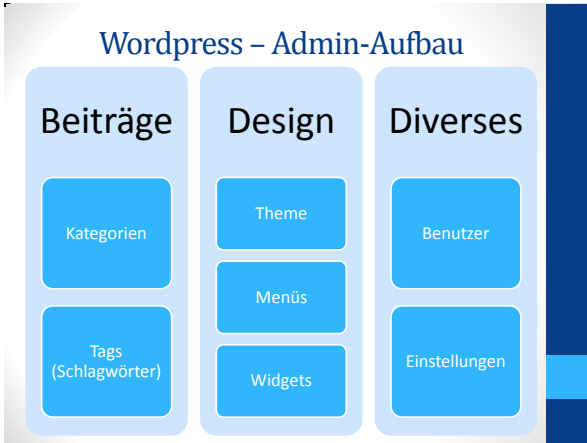 Wordpress – Admin-Aufbau
Beiträge
Kategorien
Tags
(Schlagwörter)
Design
Theme
Menüs
Widgets
Diverses
Benutzer
Einstellungen